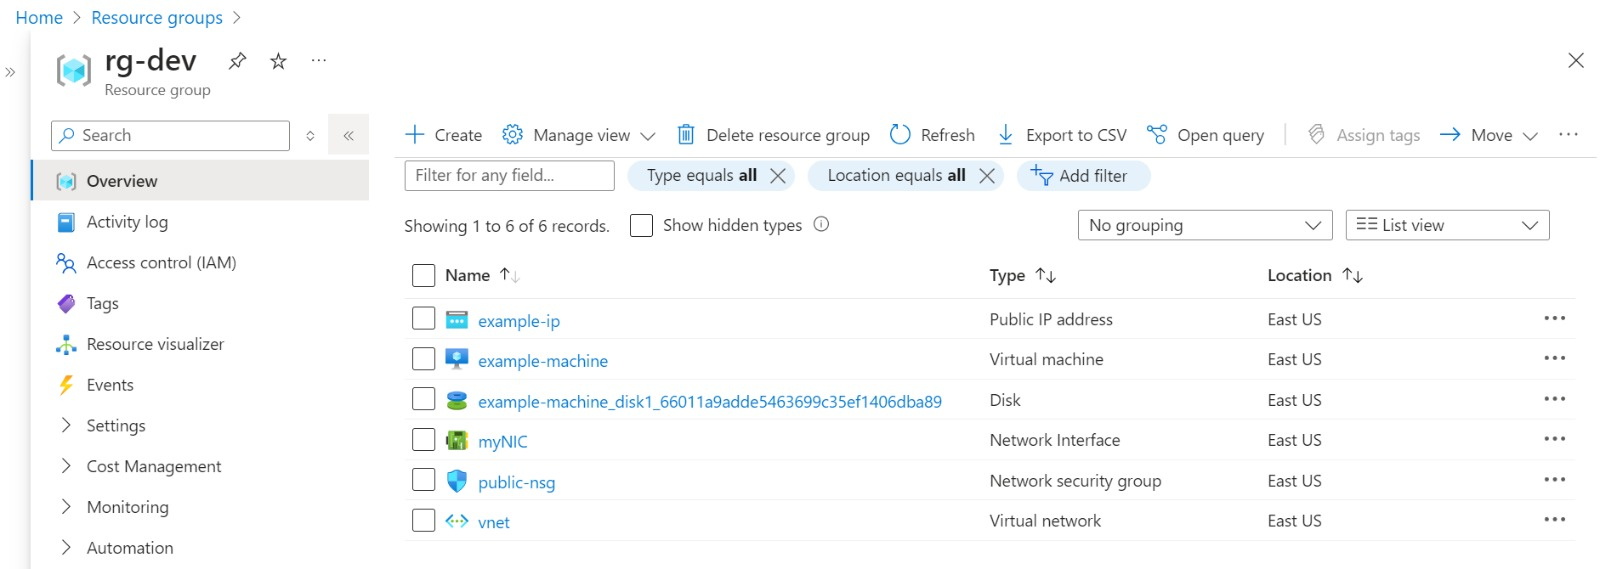 Home > Resource groups >
rg-dev
Resource group
Search
Overview
Activity log
Access control (IAM)
Tags
Resource visualizer
Events
Settings
Cost Management
Monitoring
Automation
Create Manage view Delete resource group Refresh Export to CSV Open query Assign tags Move
Filter for any field... Type equals all Location equals all Add filter
Showing 1 to 6 of 6 records. Show hidden types No grouping List view
Name Type Location
example-ip Public IP address East US
example-machine Virtual machine East US
example-machine_disk1_66011a9adde5463699c35ef1406dba89 Disk East US
myNIC Network Interface East US
public-nsg Network security group East US
vnet Virtual network East US